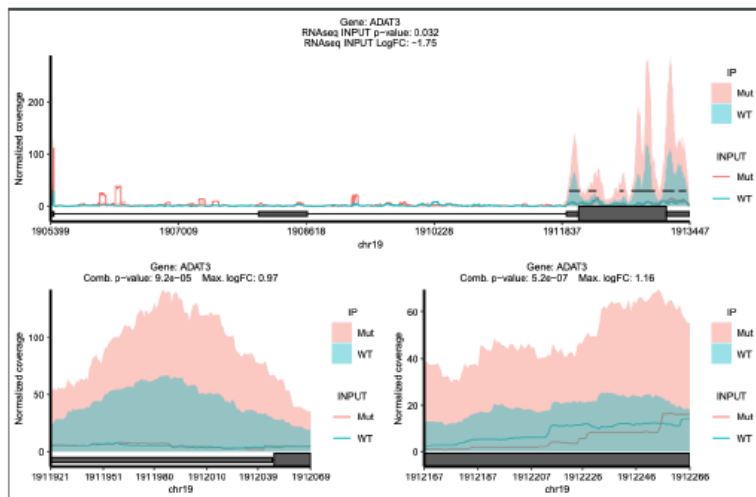 Gene: ADAT3
RNAseq INPUT p-value: 0.032
RNAseq INPUT LogFC: -1.75
Normalized coverage
200
100
0
1905399
1907009
1908618
1910228
1911837
1913447
chr19
IP
Mut
WT
INPUT
Mut
WT
Gene: ADAT3
Comb. p-value: 9.2e-05 Max. logFC: 0.97
Normalized coverage
100
50
0
1911921
1911951
1911980
1912010
1912039
1912069
chr19
IP
Mut
WT
INPUT
Mut
WT
Gene: ADAT3
Comb. p-value: 5.2e-07 Max. logFC: 1.16
Normalized coverage
60
40
20
0
1912167
1912187
1912207
1912226
1912246
1912266
chr19
IP
Mut
WT
INPUT
Mut
WT